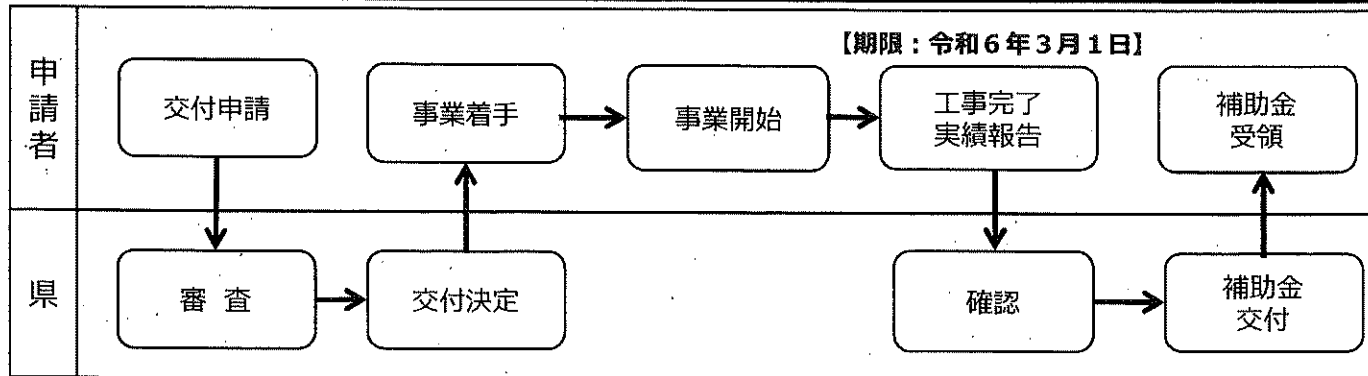 【期限：令和６年３月１日】
申請者
交付申請
事業着手
事業開始
工事完了
実績報告
補助金
受領
県
審　査
交付決定
確認
補助金
交付